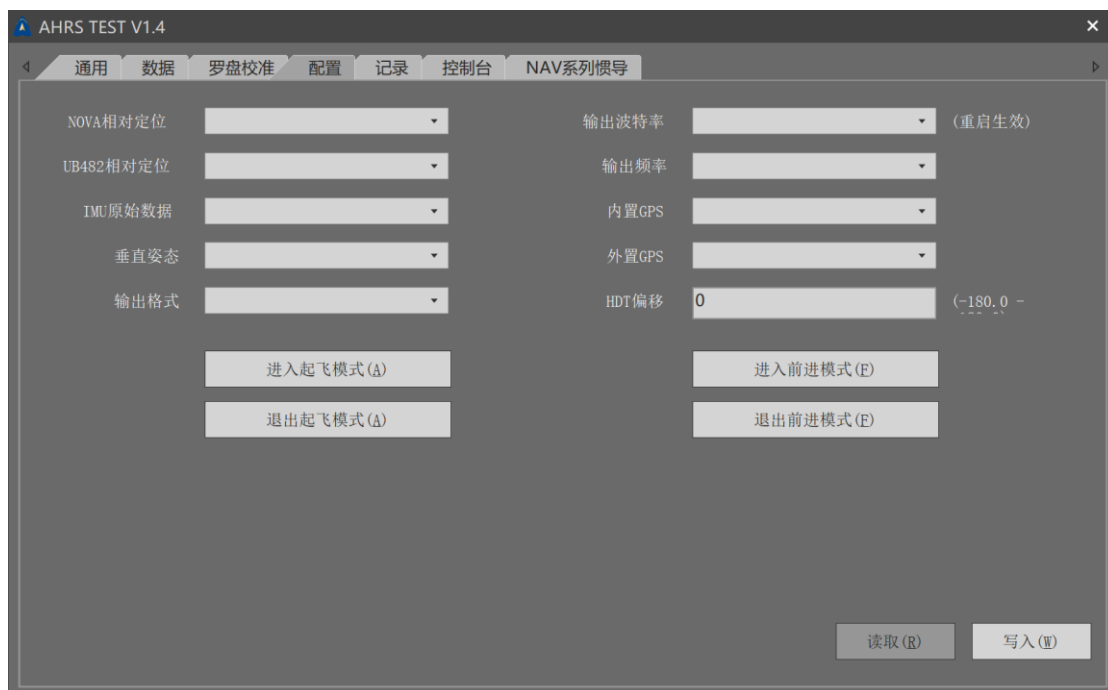 AHRS TEST V1.4
通用 数据 罗盘校准 配置 记录 控制台 NAV系列惯导
NOVA相对定位 输出波特率 (重启生效)
UB482相对定位 输出频率
IMU原始数据 内置GPS
垂直姿态 外置GPS
输出格式 HDT偏移 0 (-180.0 -
进入起飞模式(A) 进入前进模式(F)
退出起飞模式(A) 退出前进模式(F)
读取(R) 写入(W)